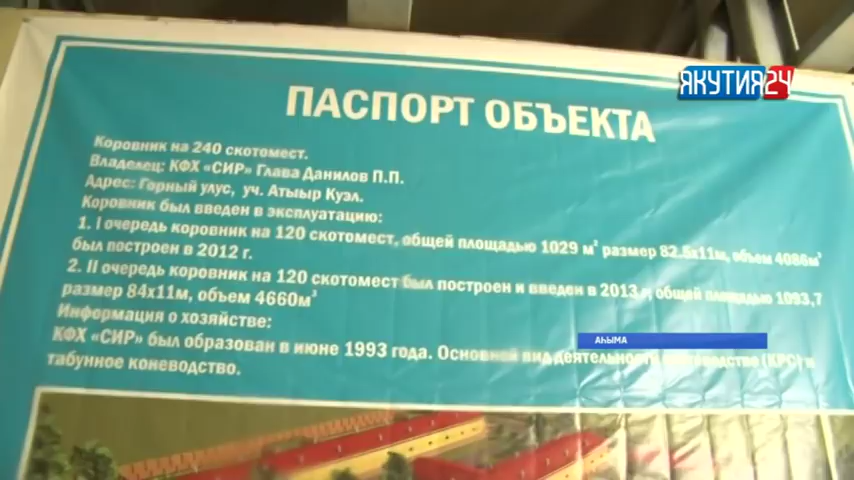 ЯКУТИЯ24
ПАСПОРТ ОБЪЕКТА
Коровник на 240 скотомест.
Владелец: КФХ «СИР» Глава Данилов П.П.
Адрес: Горный улус, уч. Атыыр Куэл.
Коровник был введен в эксплуатацию:
1. I очередь коровник на 120 скотомест, общей площадью 1029 м² размер 82.5х11м, объем 4086м³
был построен в 2012 г.
2. II очередь коровник на 120 скотомест был построен и введен в 2013 г, общей площадью 1093,7
размер 84х11м, объем 4660м³
Информация о хозяйстве:
КФХ «СИР» был образован в июне 1993 года. Основной вид деятельности (КРС) и
табунное коневодство.
АҺЫМА